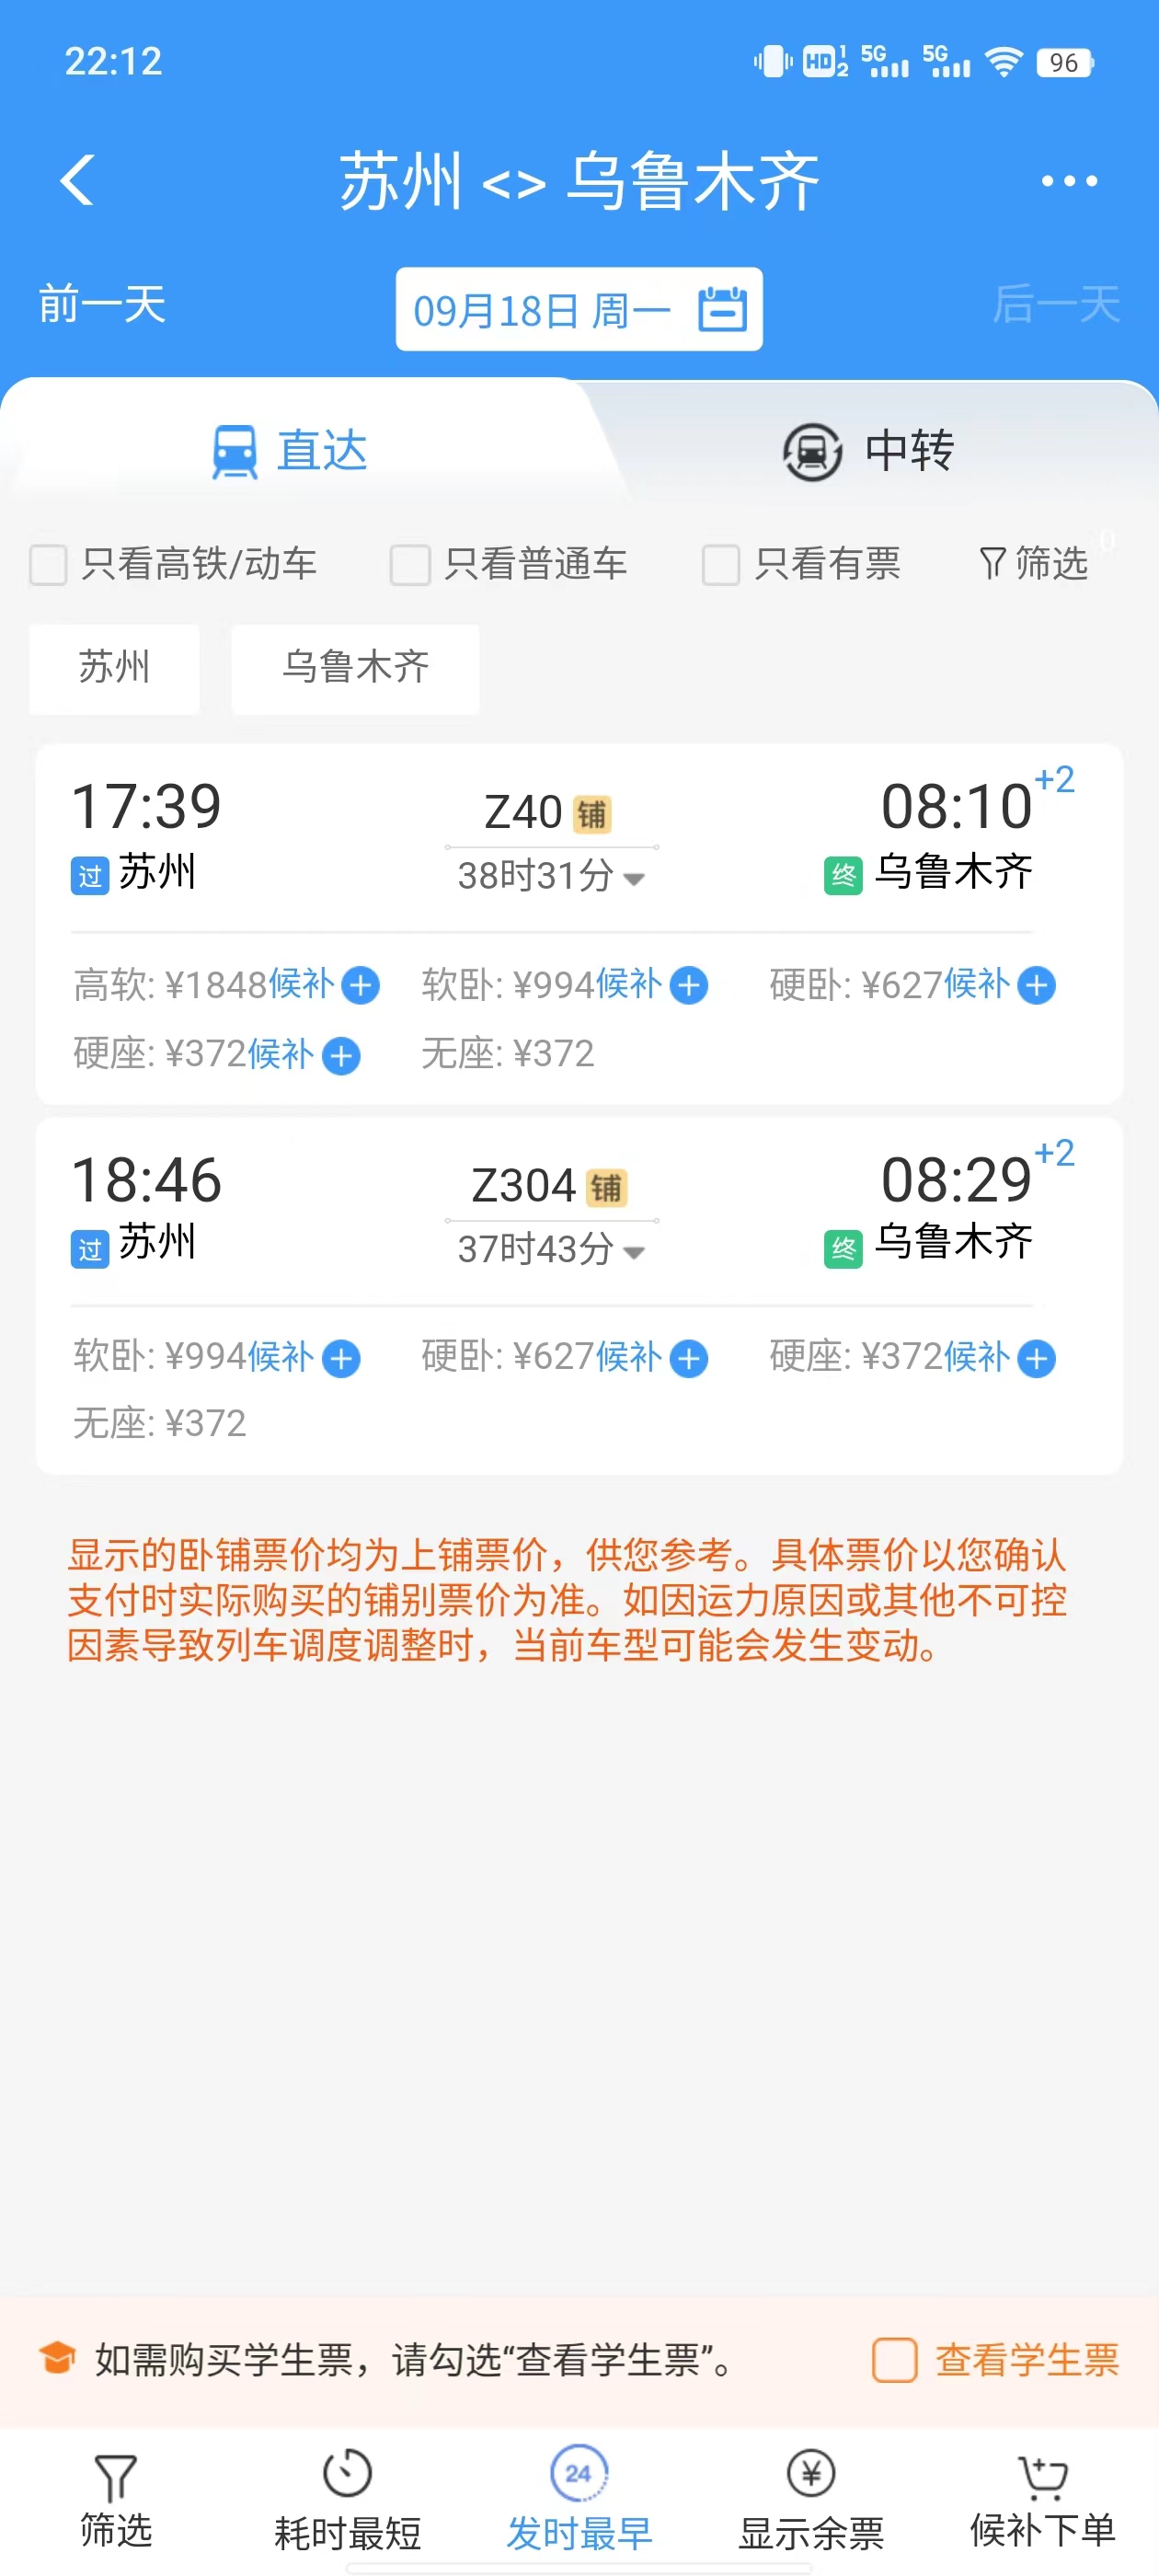 22:12
HD 1 2 5G 5G 96
苏州 <> 乌鲁木齐
前一天 09月18日 周一 后一天
直达 中转
只看高铁/动车 只看普通车 只看有票 筛选 0
苏州 乌鲁木齐
17:39 Z40 铺 08:10 +2
过 苏州 38时31分 终 乌鲁木齐
高软: ¥1848候补 软卧: ¥994候补 硬卧: ¥627候补
硬座: ¥372候补 无座: ¥372
18:46 Z304 铺 08:29 +2
过 苏州 37时43分 终 乌鲁木齐
软卧: ¥994候补 硬卧: ¥627候补 硬座: ¥372候补
无座: ¥372
显示的卧铺票价均为上铺票价，供您参考。具体票价以您确认
支付时实际购买的铺别票价为准。如因运力原因或其他不可控
因素导致列车调度调整时，当前车型可能会发生变动。
如需购买学生票，请勾选“查看学生票”。 查看学生票
24 ¥
筛选 耗时最短 发时最早 显示余票 候补下单